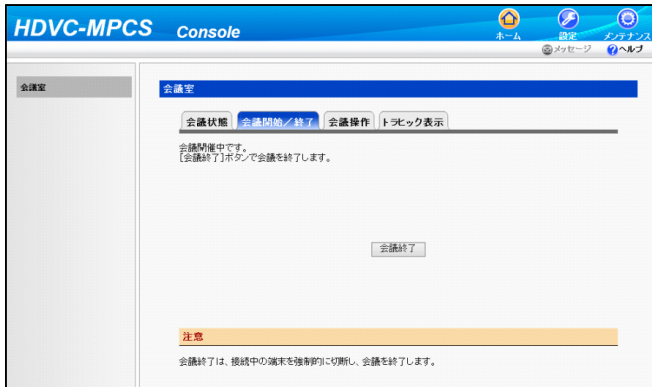 HDVC-MPCS Console
ホーム 設定 メンテナンス
メッセージ ヘルプ
会議室
会議室
会議状態 会議開始／終了 会議操作 トラヒック表示
会議開催中です。
[会議終了]ボタンで会議を終了します。
会議終了
注意
会議終了は、接続中の端末を強制的に切断し、会議を終了します。